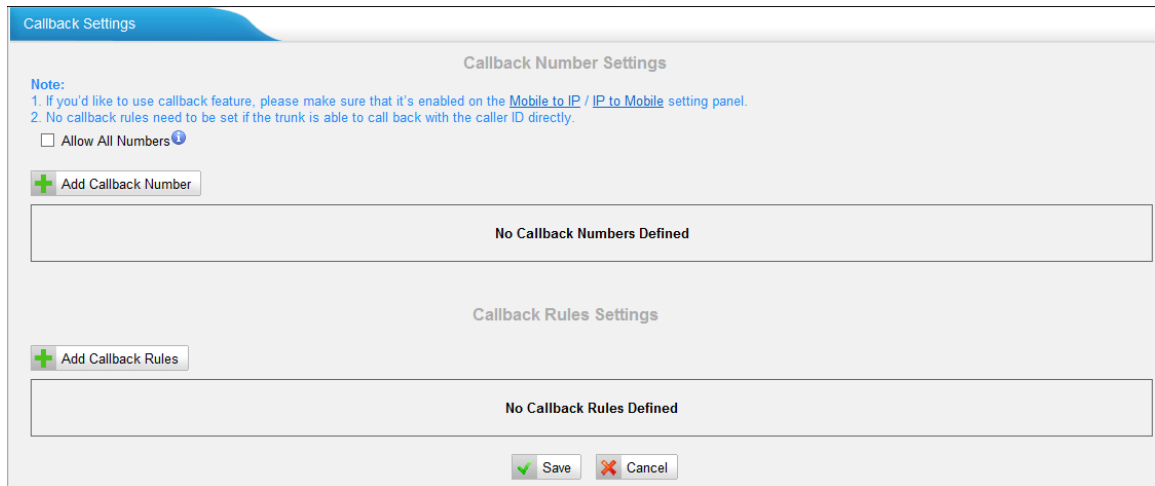 Callback Settings
Callback Number Settings
Note:
1. If you'd like to use callback feature, please make sure that it's enabled on the Mobile to IP / IP to Mobile setting panel.
2. No callback rules need to be set if the trunk is able to call back with the caller ID directly.
Allow All Numbers
Add Callback Number
No Callback Numbers Defined
Callback Rules Settings
Add Callback Rules
No Callback Rules Defined
Save Cancel